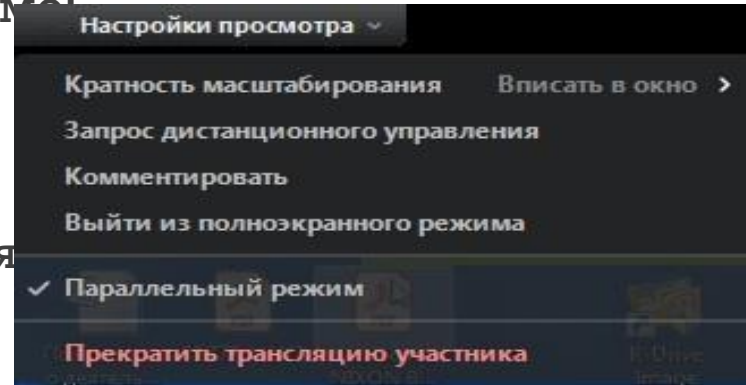 Настройки просмотра
Кратность масштабирования Вписать в окно >
Запрос дистанционного управления
Комментировать
Выйти из полноэкранного режима
я
✓ Параллельный режим
Прекратить трансляцию участника